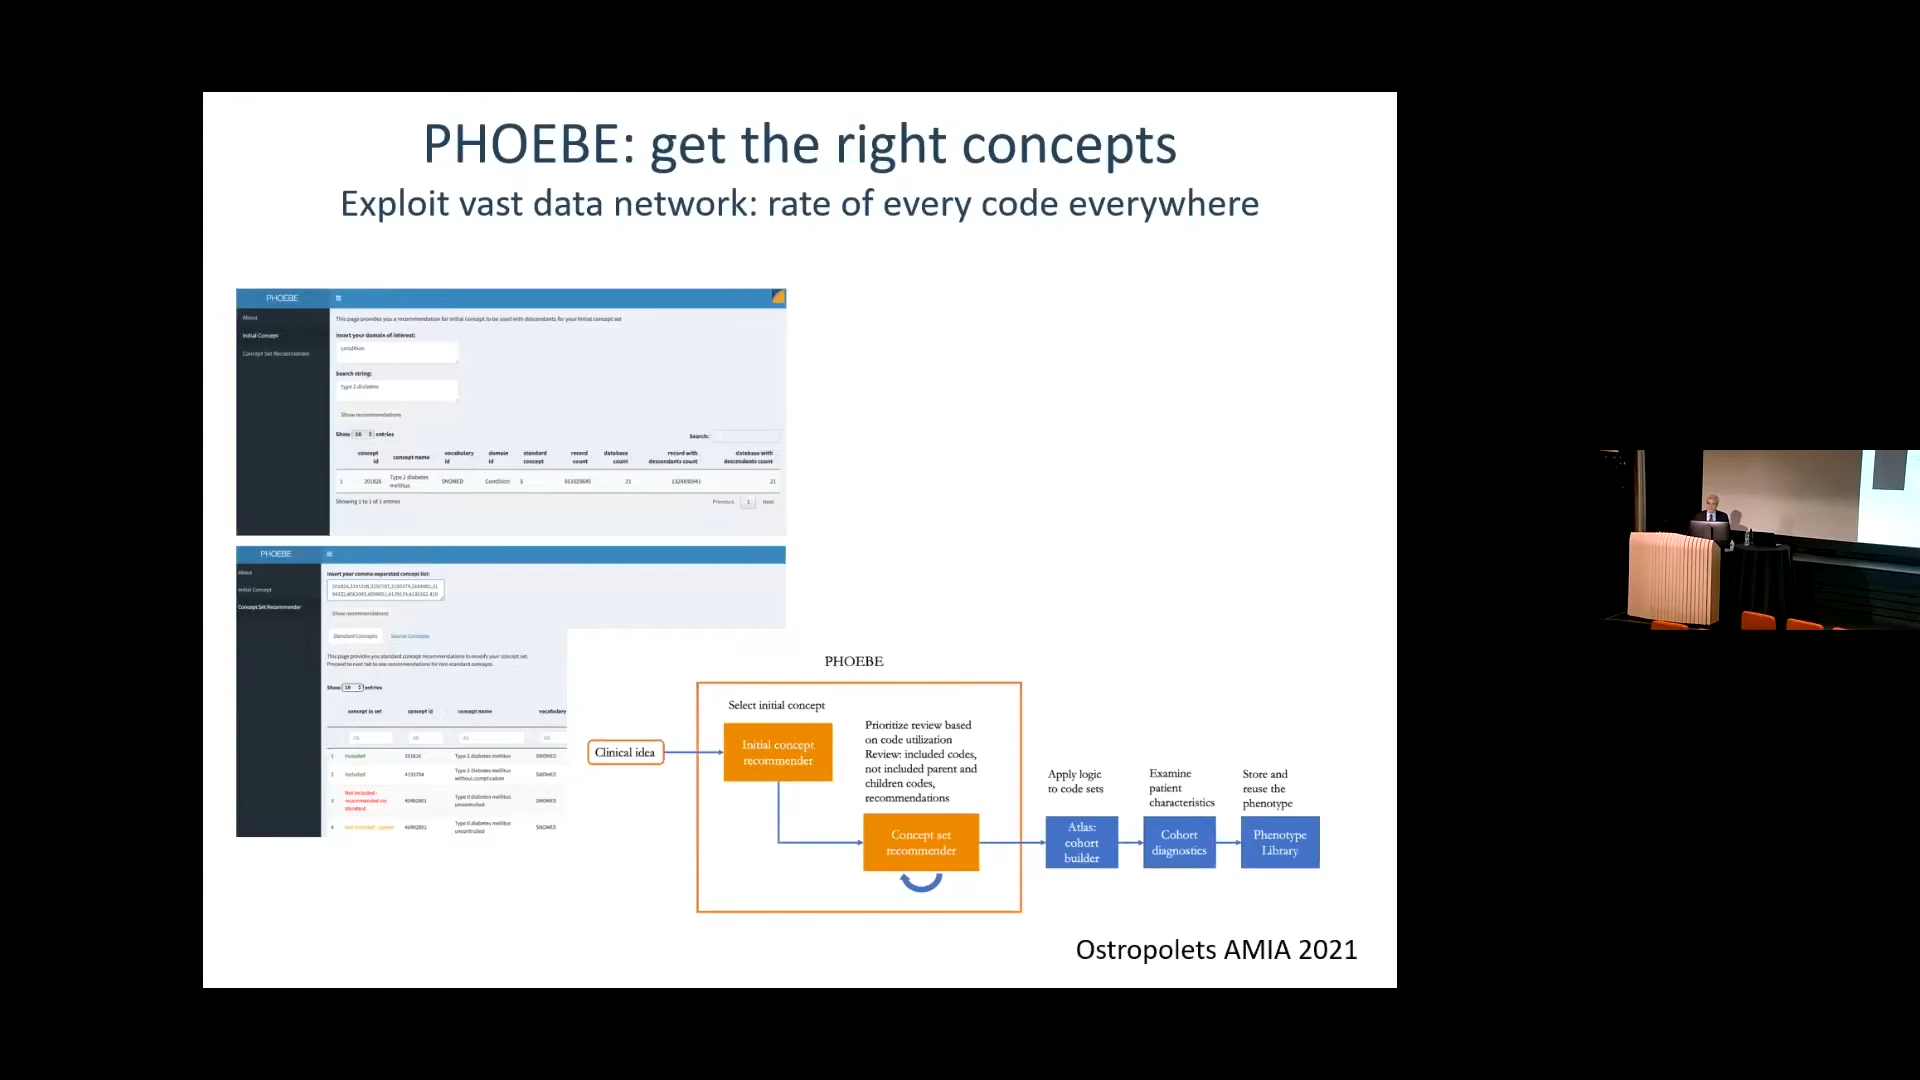 PHOEBE: get the right concepts
Exploit vast data network: rate of every code everywhere
PHOEBE
About
Initial Concept
Concept Set Recommender
This page provides you a recommendation for initial concept to be used with descendants for your initial concept set
Insert your domain of interest:
condition
Search string:
type 2 diabetes
Show recommendations
Show 10 entries
Search:
concept id concept name vocabulary id domain id standard concept record count database count record with descendants count database with descendants count
1 201826 Type 2 diabetes mellitus SNOMED Condition S 21 21
Showing 1 to 1 of 1 entries
Previous 1 Next
PHOEBE
About
Initial Concept
Concept Set Recommender
Insert your comma-separated concept list:
Show recommendations
Standard Concepts Source Concepts
This page provides you standard concept recommendations to modify your concept set.
Proceed to next tab to see recommendations for non-standard concepts.
Show 10 entries
concept in set concept id concept name vocabulary
All All All All
1 Included 201826 Type 2 diabetes mellitus SNOMED
2 Included Type 2 diabetes mellitus without complication SNOMED
3 Not included - recommended via standard Type II diabetes mellitus uncontrolled SNOMED
4 Not included - parent Type II diabetes mellitus uncontrolled SNOMED
PHOEBE
Select initial concept
Clinical idea
Initial concept
recommender
Prioritize review based
on code utilization
Review: included codes,
not included parent and
children codes,
recommendations
Concept set
recommender
Apply logic
to code sets
Atlas:
cohort
builder
Examine
patient
characteristics
Cohort
diagnostics
Store and
reuse the
phenotype
Phenotype
Library
Ostropolets AMIA 2021